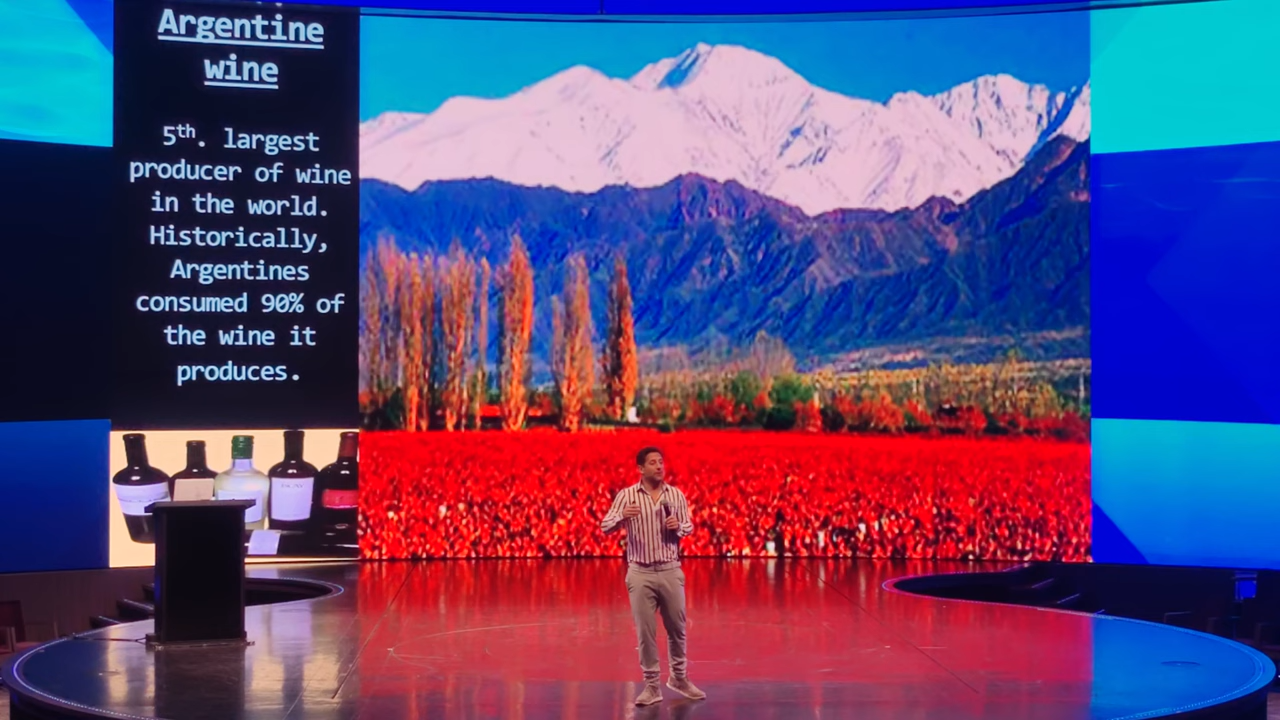 Argentine
wine
5th. largest
producer of wine
in the world.
Historically,
Argentines
consumed 90% of
the wine it
produces.